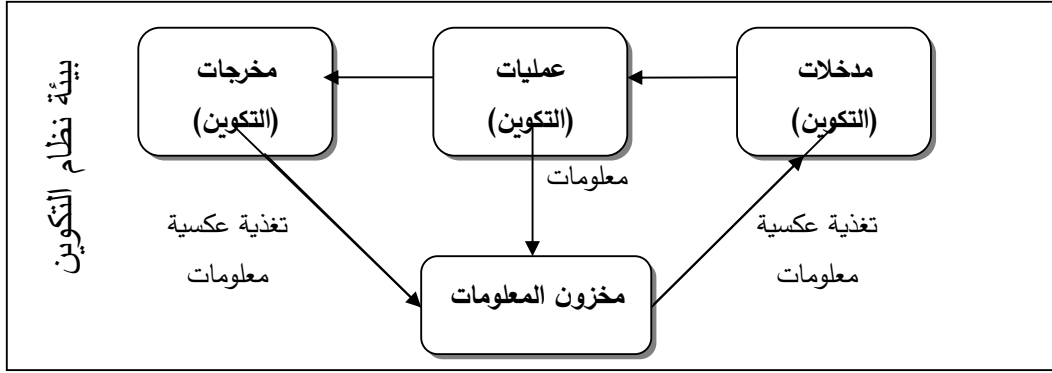 مدخلات
(التكوين)
عمليات
(التكوين)
مخرجات
(التكوين)
معلومات
تغذية عكسية
معلومات
تغذية عكسية
معلومات
مخزون المعلومات
بيئة نظام التكوين